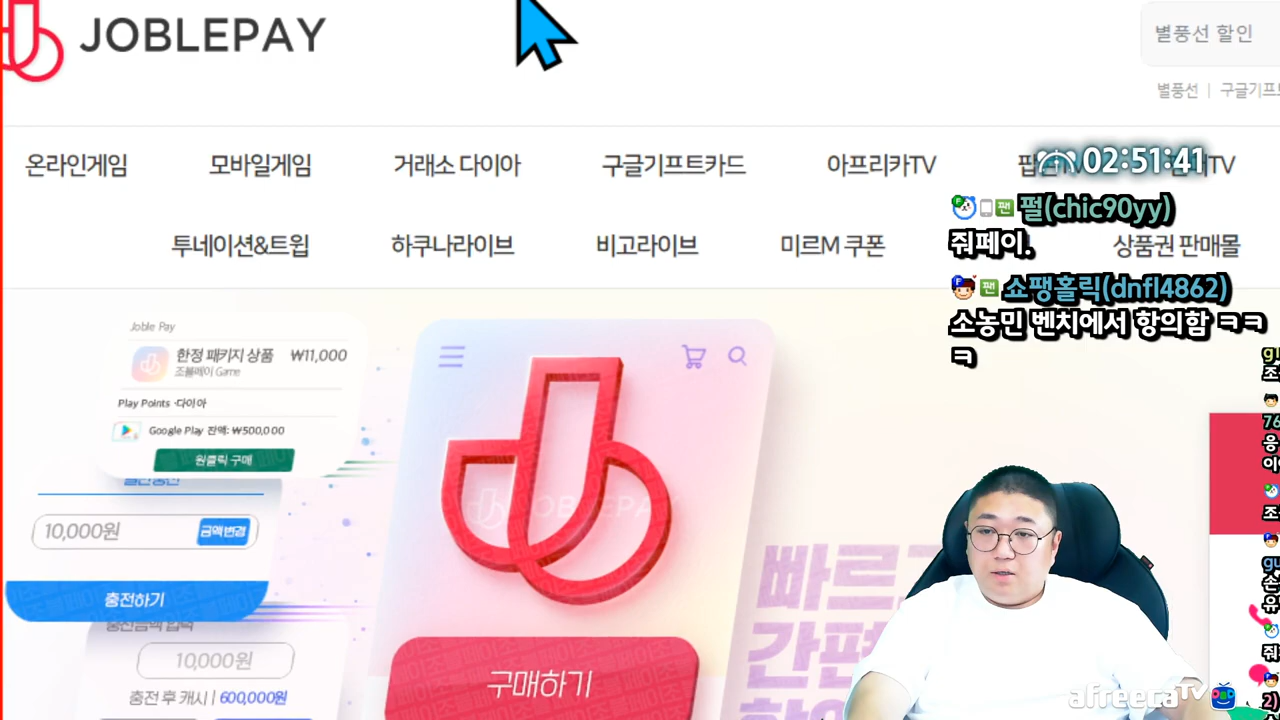 JOBLEPAY
별풍선 할인
별풍선 | 구글기프
온라인게임 모바일게임 거래소 다이아 구글기프트카드 아프리카TV
02:51:41
투네이션&트윕 하쿠나라이브 비고라이브 미르M 쿠폰 상품권 판매몰
펄(chic90yy)
줘페이.
쇼팽홀릭(dnfl4862)
소농민 벤치에서 항의함 ㅋㅋ
ㅋ
Joble Pay
한정 패키지 상품 ₩11,000
조블페이 Game
Play Points ·다이아
Google Play 잔액: ₩500,000
원클릭 구매
10,000원 금액변경
충전하기
충전금액 입력
10,000원
충전 후 캐시 | 600,000원
JOBLEPA
구매하기
빠르
간편
afreecaTV